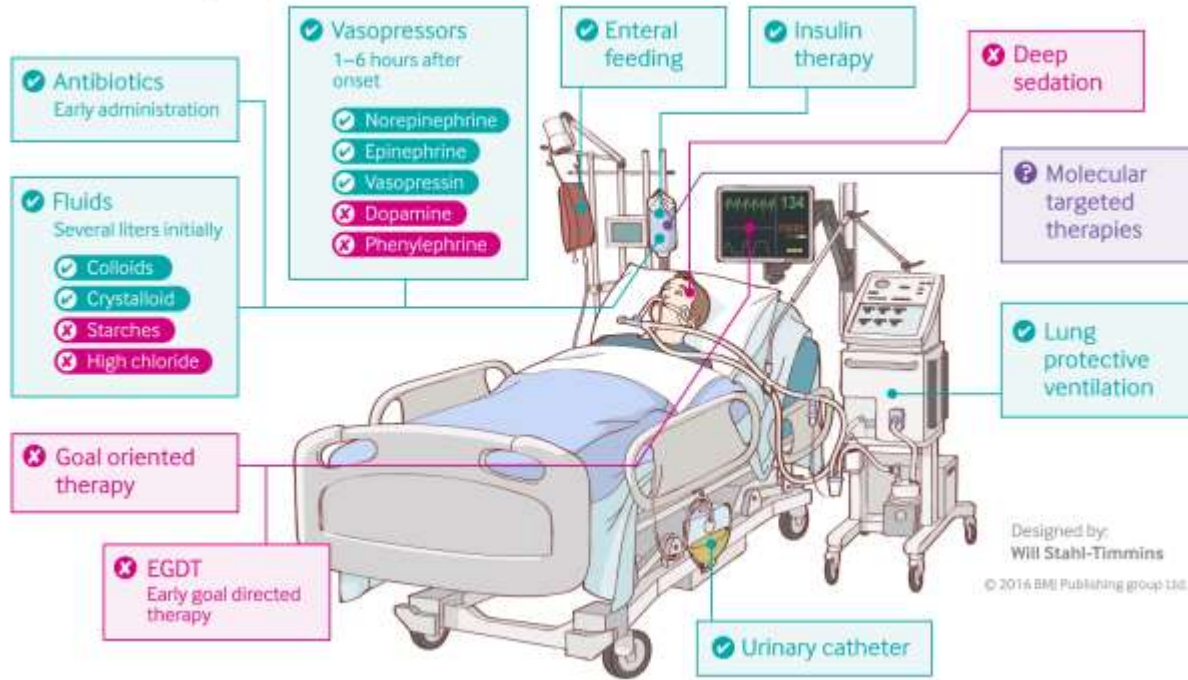 Antibiotics
Early administration
Fluids
Several liters initially
Colloids
Crystalloid
Starches
High chloride
Vasopressors
1–6 hours after
onset
Norepinephrine
Epinephrine
Vasopressin
Dopamine
Phenylephrine
Enteral
feeding
Insulin
therapy
Deep
sedation
Molecular
targeted
therapies
134
Lung
protective
ventilation
Goal oriented
therapy
EGDT
Early goal directed
therapy
Urinary catheter
Designed by:
Will Stahl-Timmins
© 2016 BMJ Publishing group Ltd.